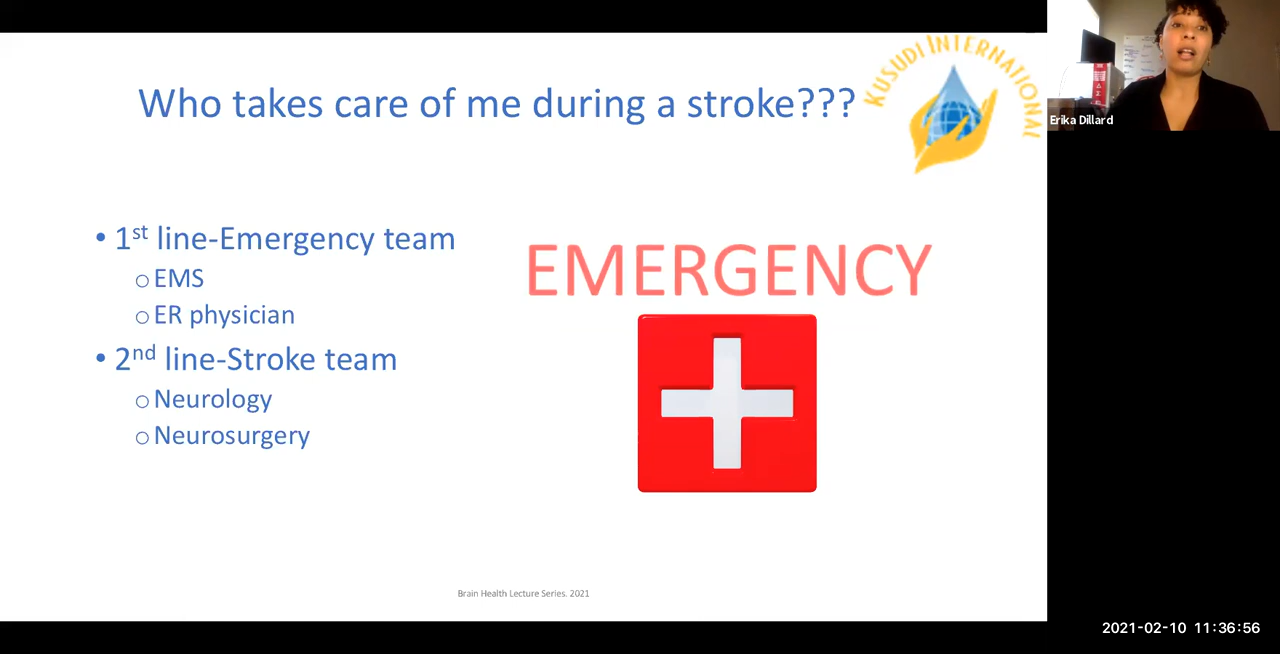 Who takes care of me during a stroke???
KUSUDI INTERNATIONAL
Erika Dillard
• 1st line-Emergency team
o EMS
o ER physician
• 2nd line-Stroke team
o Neurology
o Neurosurgery
EMERGENCY
Brain Health Lecture Series. 2021
2021-02-10 11:36:56